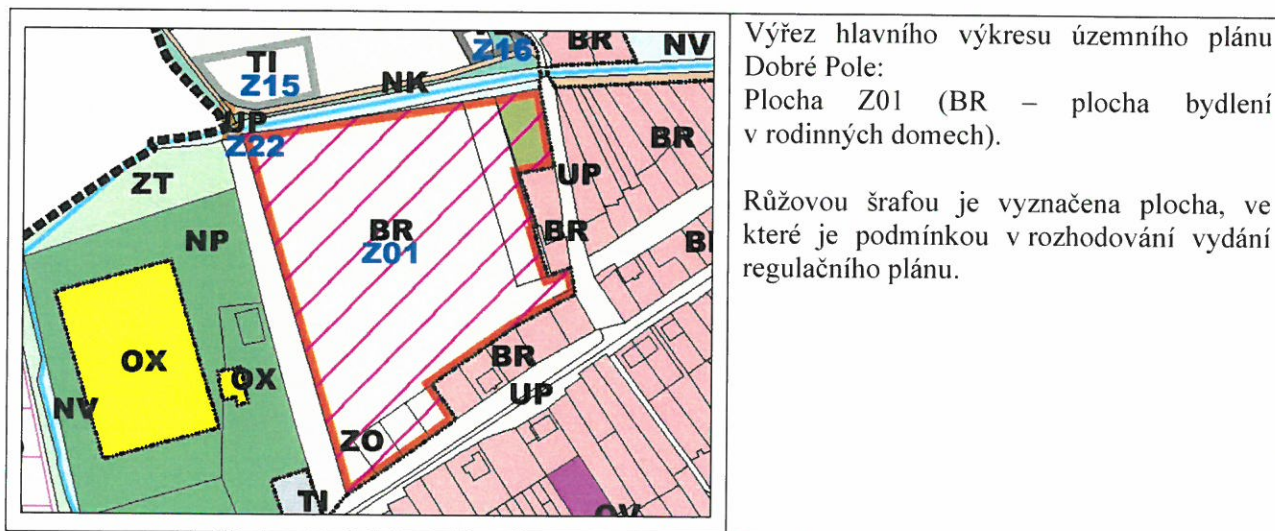 TI
Z15
Z16
BR
NV
NK
UP
Z22
BR
ZT
UP
NP
BR
Z01
BR
OX
OX
BR
UP
NV
ZO
TI
OV
Výřez hlavního výkresu územního plánu
Dobré Pole:
Plocha Z01 (BR – plocha bydlení
v rodinných domech).
Růžovou šrafou je vyznačena plocha, ve
které je podmínkou v rozhodování vydání
regulačního plánu.